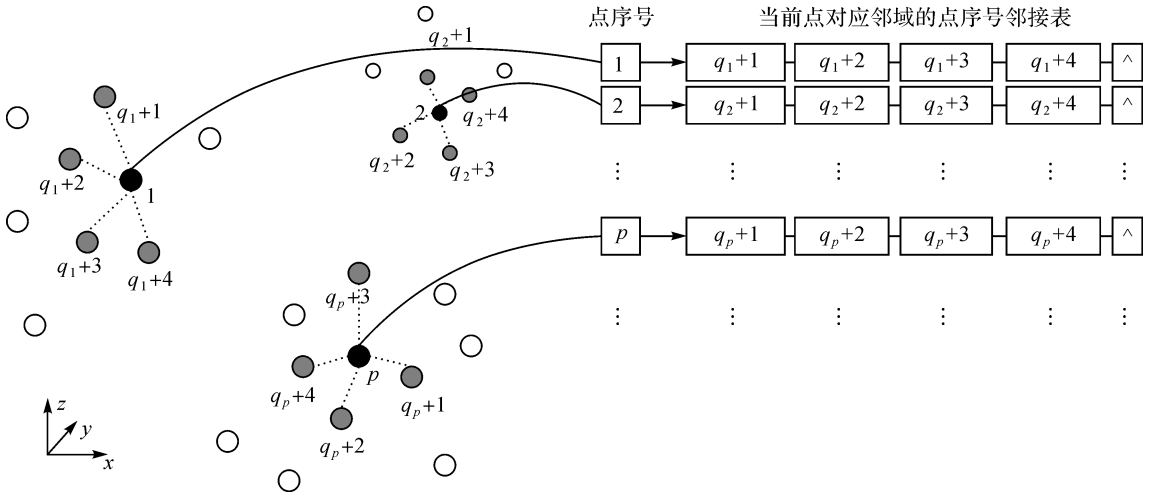 点序号 当前点对应邻域的点序号邻接表
1 q₁+1 q₁+2 q₁+3 q₁+4 ^
2 q₂+1 q₂+2 q₂+3 q₂+4 ^
⋮ ⋮ ⋮ ⋮ ⋮ ⋮
p qₚ+1 qₚ+2 qₚ+3 qₚ+4 ^
⋮ ⋮ ⋮ ⋮ ⋮ ⋮
q₁+1
q₁+2
1
q₁+3
q₁+4
q₂+1
2
q₂+4
q₂+2
q₂+3
qₚ+3
p
qₚ+4
qₚ+1
qₚ+2
z
y
x